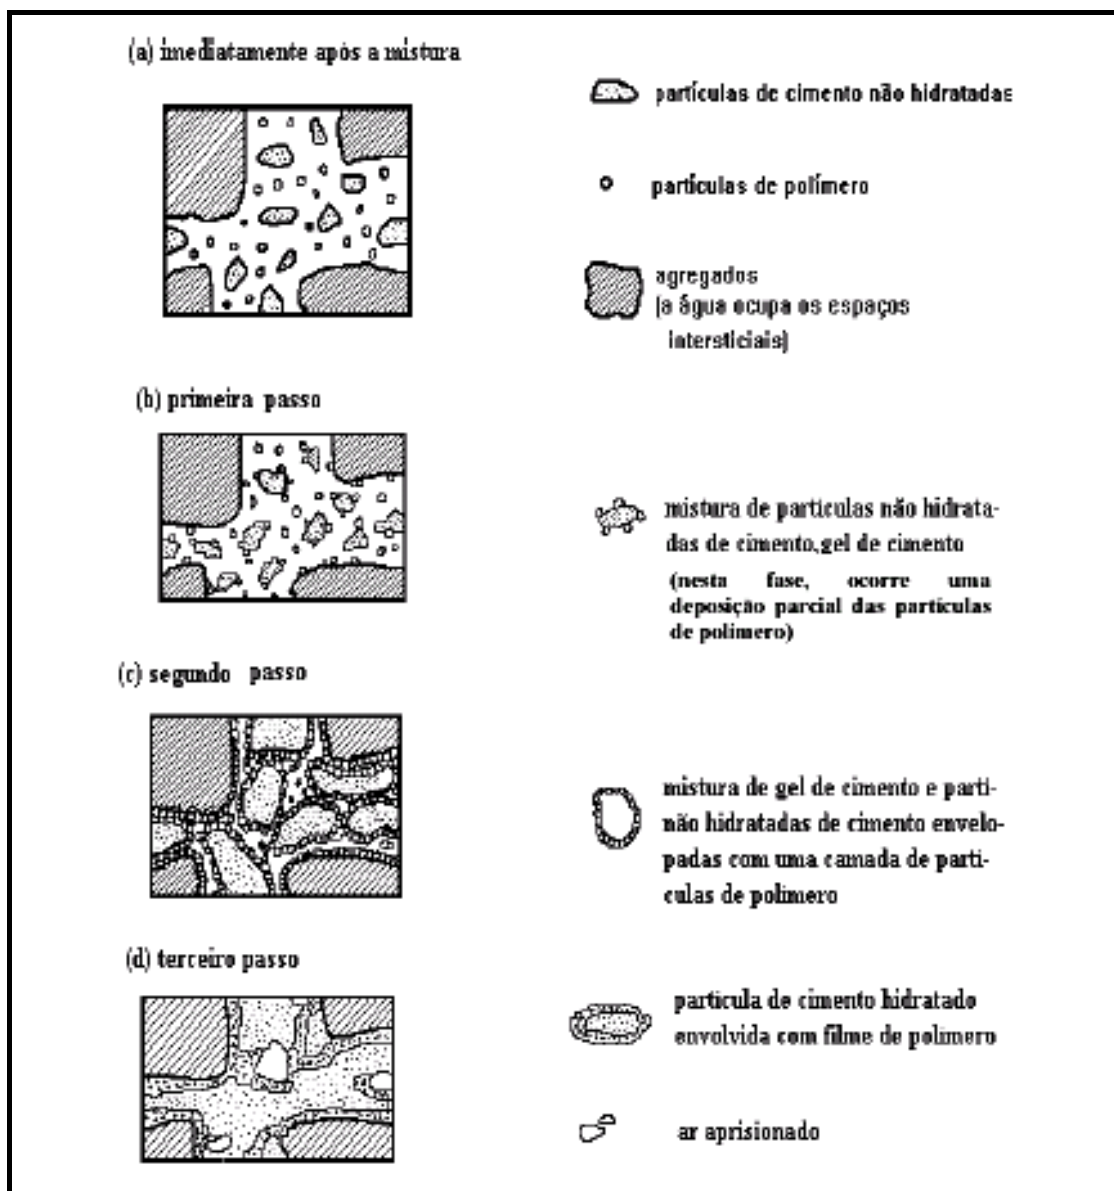 (a) imediatamente após a mistura
partículas de cimento não hidratadas
partículas de polímero
agregados
(a água ocupa os espaços
intersticiais)
(b) primeira passo
mistura de partículas não hidrata-
das de cimento,gel de cimento
(nesta fase, ocorre uma
deposição parcial das partículas
de polímero)
(c) segundo passo
mistura de gel de cimento e parti-
não hidratadas de cimento envelo-
padas com uma camada de partí-
culas de polímero
(d) terceiro passo
partícula de cimento hidratado
envolvida com filme de polímero
ar aprisionado